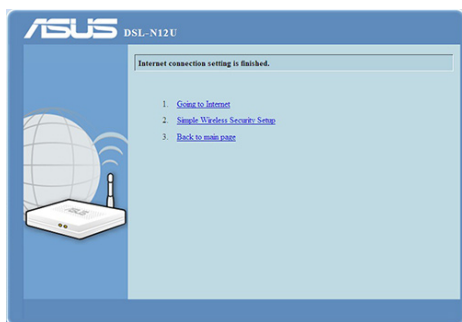 ASUS DSL-N12U
Internet connection setting is finished.
1. Going to Internet
2. Simple Wireless Security Setup
3. Back to main page
/ISUS